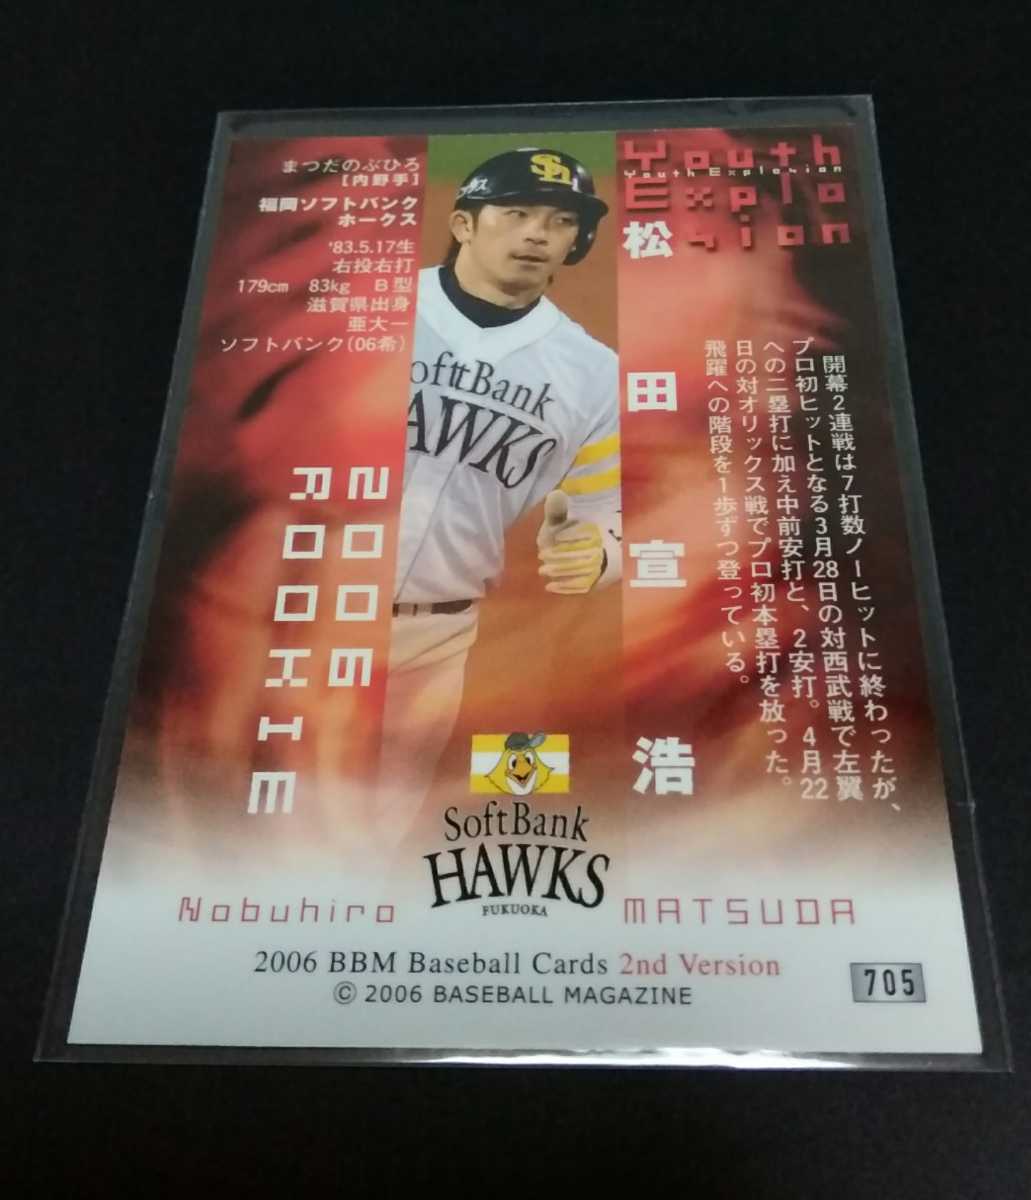 まつだのぶひろ
[内野手]
福岡ソフトバンク
ホークス
'83.5.17生
右投右打
179cm 83kg B型
滋賀県出身
亜大ー
ソフトバンク(06希)
Youth
Youth Explosion
Explo
sion
松田宣浩
SH
SofttBank
HAWKS
開幕2連戦は7打数ノーヒットに終わったが、
プロ初ヒットとなる3月28日の対西武戦で左翼
への二塁打に加え中前安打と、2安打。4月22
日の対オリックス戦でプロ初本塁打を放った。
飛躍への階段を1歩ずつ登っている。
2006
ROOKIE
SoftBank
HAWKS
FUKUOKA
Nobuhiro MATSUDA
2006 BBM Baseball Cards 2nd Version
© 2006 BASEBALL MAGAZINE
705